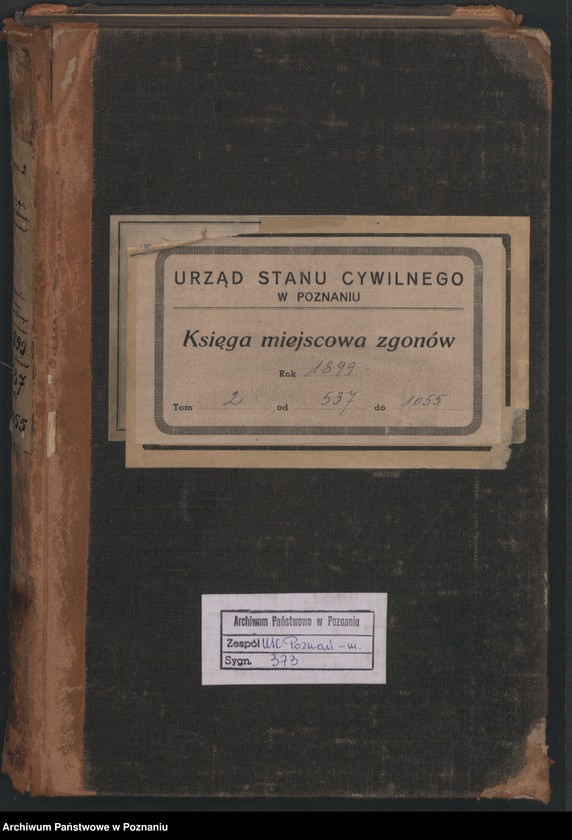 URZĄD STANU CYWILNEGO
W POZNANIU
Księga miejscowa zgonów
Rok 1899
Tom 2 od 537 do 1055
Archiwum Państwowe w Poznaniu
Zespół USC Poznań – m.
Sygn. 373
Archiwum Państwowe w Poznaniu